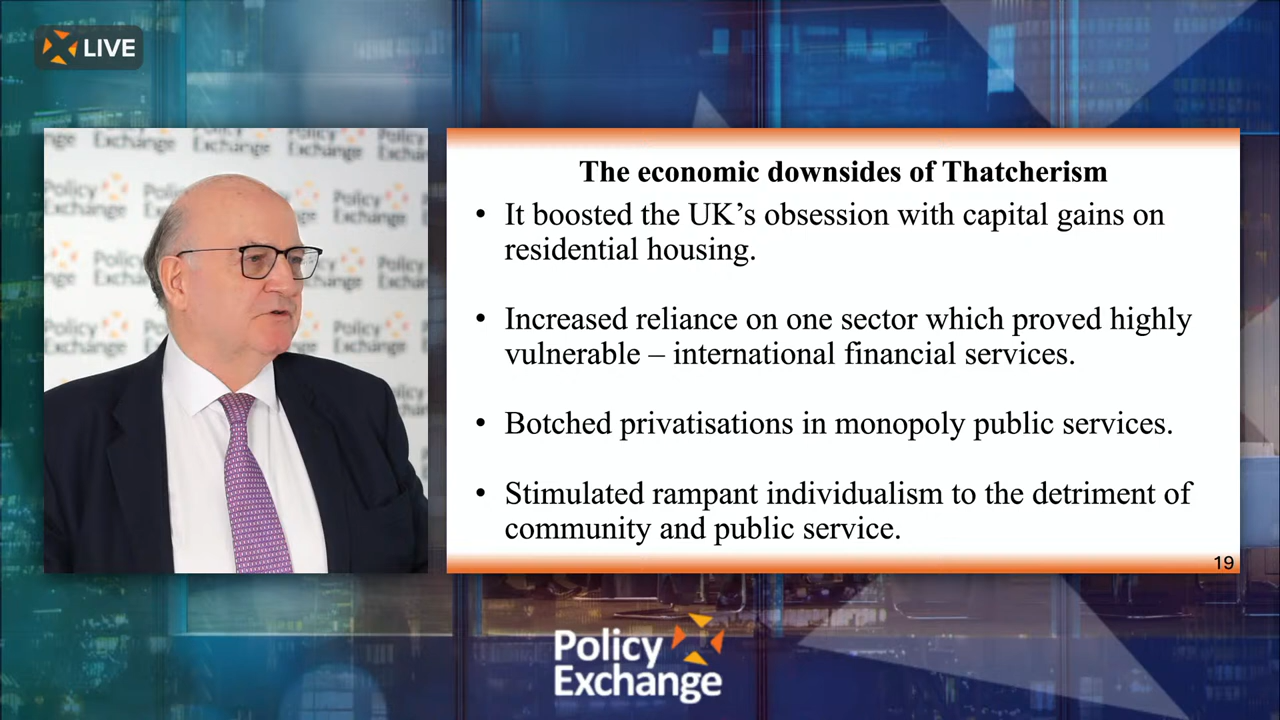 LIVE
Policy Exchange
The economic downsides of Thatcherism
• It boosted the UK’s obsession with capital gains on
residential housing.
• Increased reliance on one sector which proved highly
vulnerable – international financial services.
• Botched privatisations in monopoly public services.
• Stimulated rampant individualism to the detriment of
community and public service.
19
Policy
Exchange